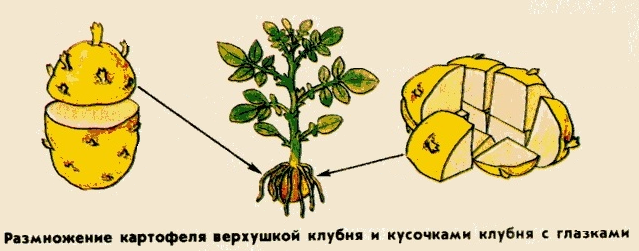 Размножение картофеля верхушкой клубня и кусочками клубня с глазками